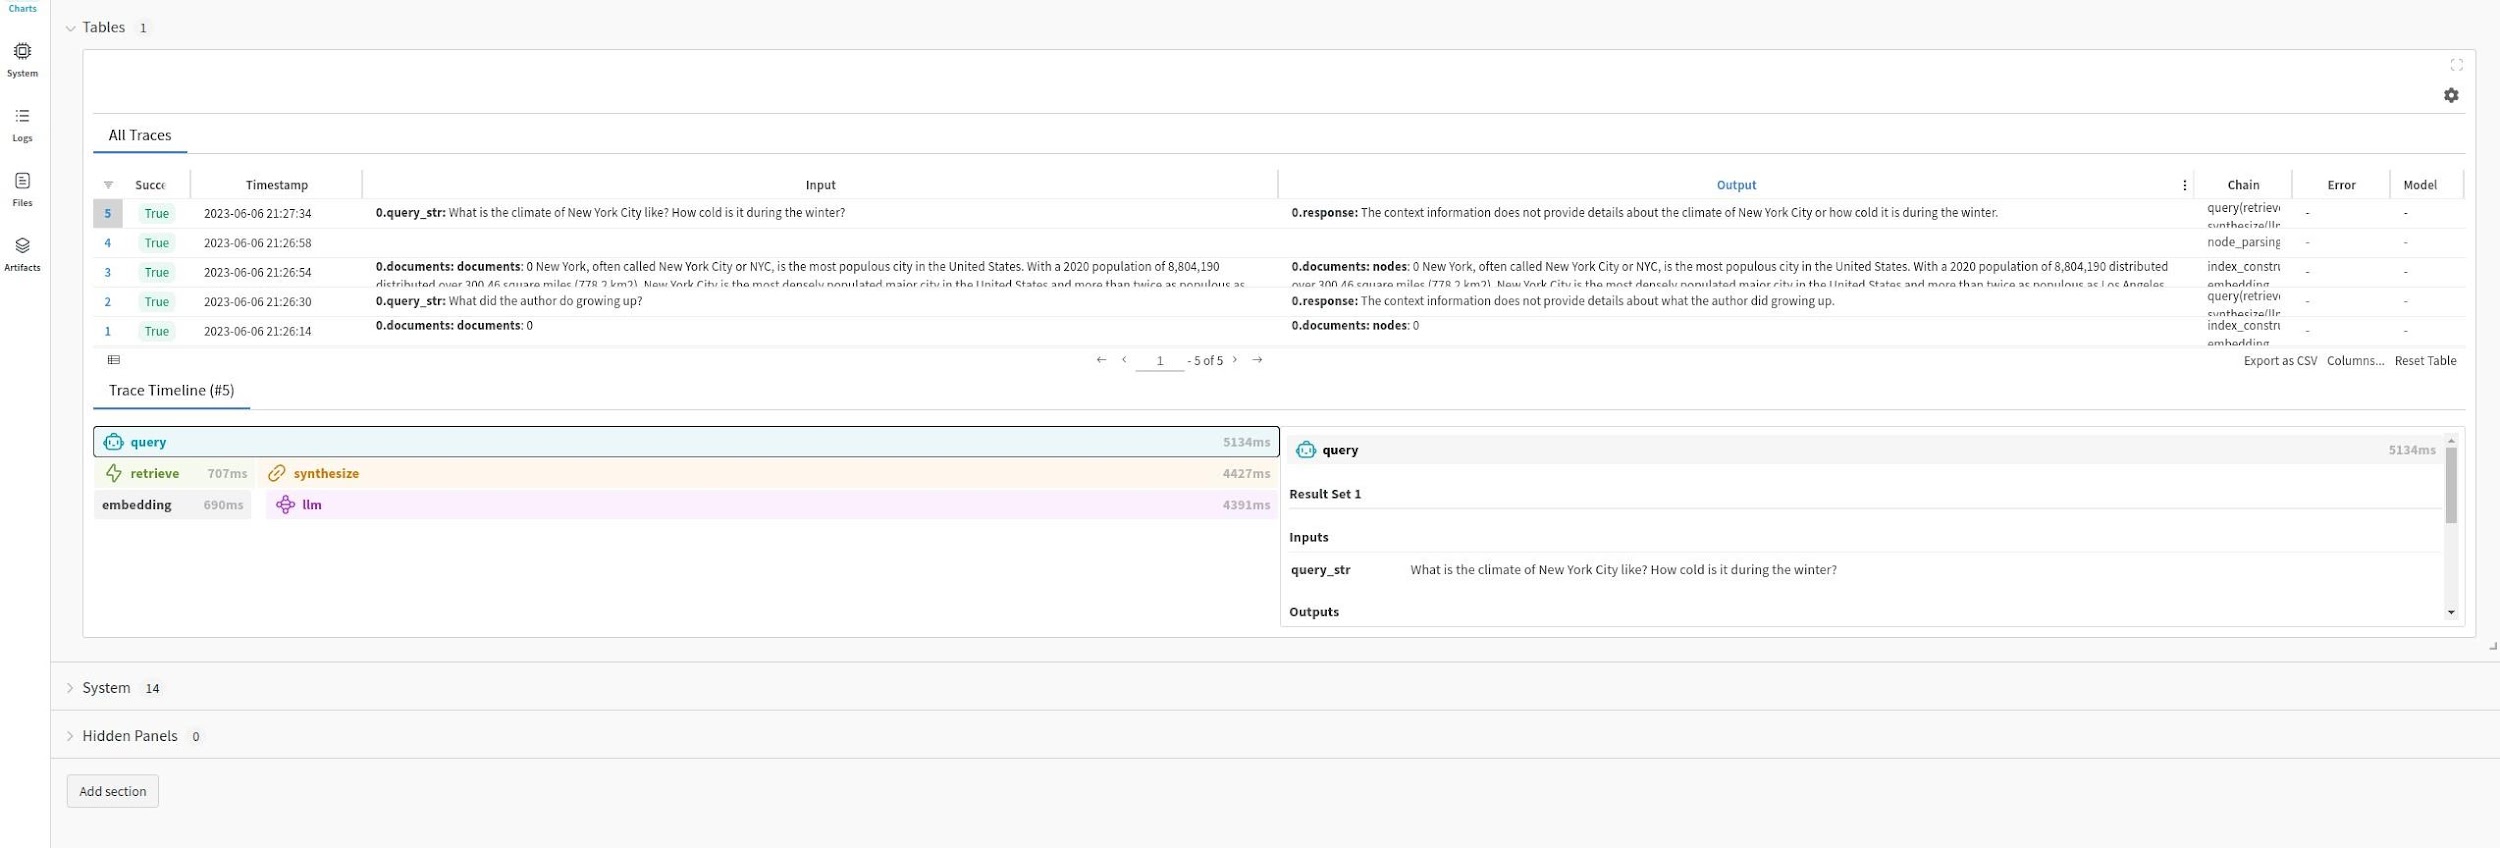 Charts
System
Logs
Files
Artifacts
Tables 1
All Traces
Succe Timestamp Input Output Chain Error Model
5 True 2023-06-06 21:27:34 0.query_str: What is the climate of New York City like? How cold is it during the winter? 0.response: The context information does not provide details about the climate of New York City or how cold it is during the winter. query(retrieve - -
synthesize(llm
4 True 2023-06-06 21:26:58 node_parsing - -
3 True 2023-06-06 21:26:54 0.documents: documents: 0 New York, often called New York City or NYC, is the most populous city in the United States. With a 2020 population of 8,804,190 0.documents: nodes: 0 New York, often called New York City or NYC, is the most populous city in the United States. With a 2020 population of 8,804,190 distributed index_constru - -
distributed over 300.46 square miles (778.2 km2), New York City is the most densely populated major city in the United States and more than twice as populous as over 300.46 square miles (778.2 km2), New York City is the most densely populated major city in the United States and more than twice as populous as Los Angeles, embedding
2 True 2023-06-06 21:26:30 0.query_str: What did the author do growing up? 0.response: The context information does not provide details about what the author did growing up. query(retrieve - -
synthesize(llm
1 True 2023-06-06 21:26:14 0.documents: documents: 0 0.documents: nodes: 0 index_constru - -
embedding
1 - 5 of 5 Export as CSV Columns... Reset Table
Trace Timeline (#5)
query 5134ms
retrieve 707ms synthesize 4427ms
embedding 690ms llm 4391ms
query 5134ms
Result Set 1
Inputs
query_str What is the climate of New York City like? How cold is it during the winter?
Outputs
System 14
Hidden Panels 0
Add section